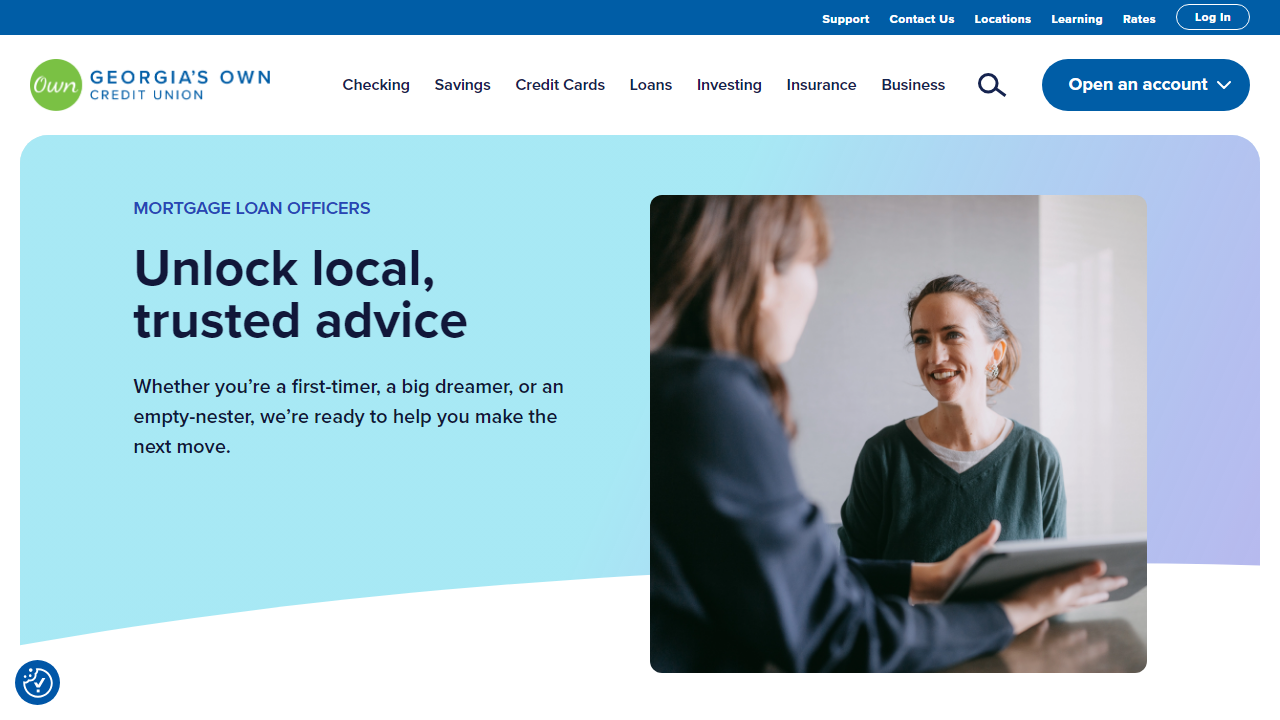 Support Contact Us Locations Learning Rates Log In
Own GEORGIA'S OWN
CREDIT UNION
Checking Savings Credit Cards Loans Investing Insurance Business Open an account
MORTGAGE LOAN OFFICERS
Unlock local,
trusted advice
Whether you’re a first-timer, a big dreamer, or an
empty-nester, we’re ready to help you make the
next move.